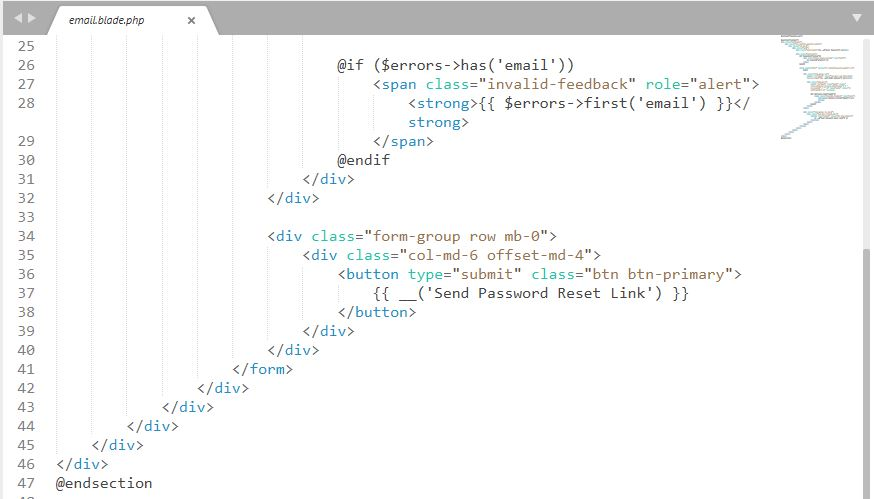 email.blade.php ×
25
26 @if ($errors->has('email'))
27 <span class="invalid-feedback" role="alert">
28 <strong>{{ $errors->first('email') }}</
strong>
29 </span>
30 @endif
31 </div>
32 </div>
33
34 <div class="form-group row mb-0">
35 <div class="col-md-6 offset-md-4">
36 <button type="submit" class="btn btn-primary">
37 {{ __('Send Password Reset Link') }}
38 </button>
39 </div>
40 </div>
41 </form>
42 </div>
43 </div>
44 </div>
45 </div>
46 </div>
47 @endsection